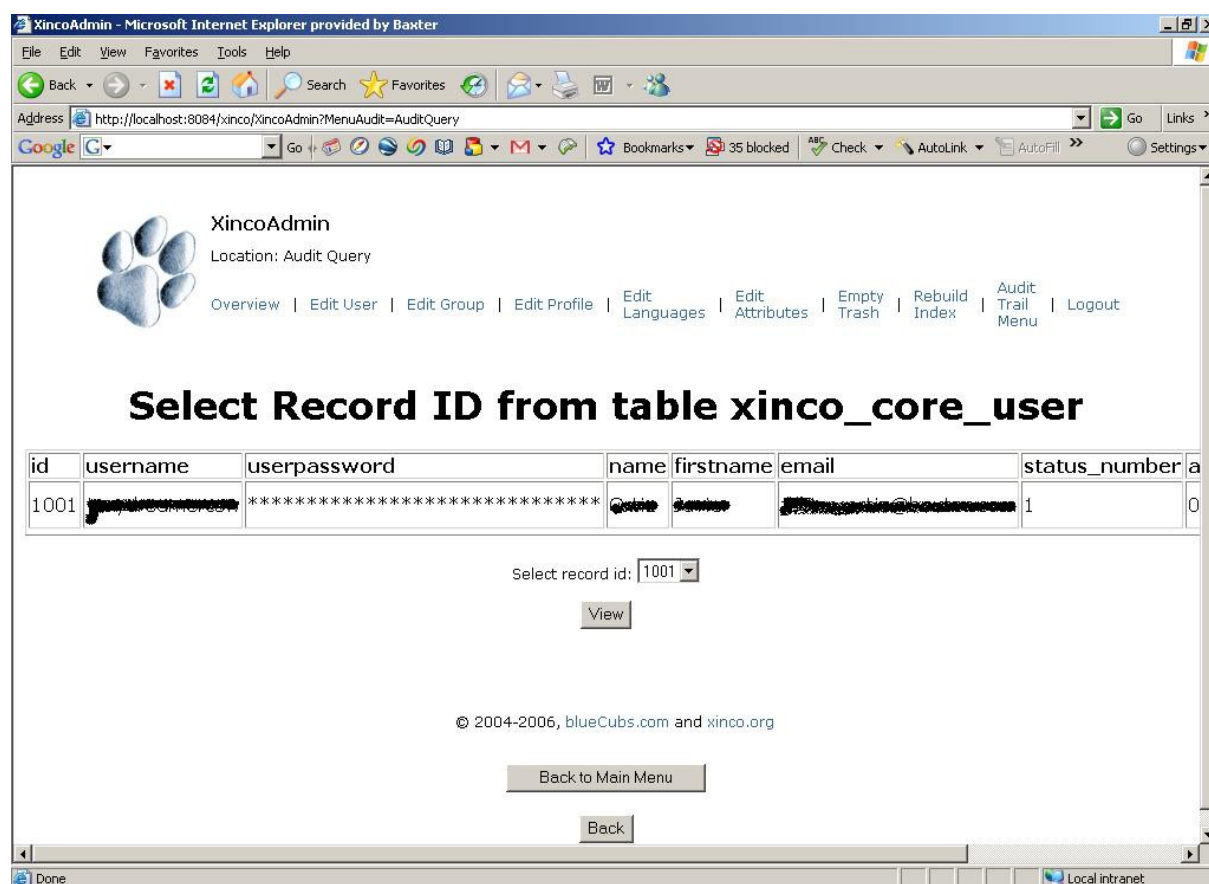 XincoAdmin - Microsoft Internet Explorer provided by Baxter
File Edit View Favorites Tools Help
Back Search Favorites
Address http://localhost:8084/xinco/XincoAdmin?MenuAudit=AuditQuery Go Links
Google G Go Bookmarks 35 blocked ABC Check AutoLink AutoFill Settings
XincoAdmin
Location: Audit Query
Overview | Edit User | Edit Group | Edit Profile | Edit Languages | Edit Attributes | Empty Trash | Rebuild Index | Audit Trail Menu | Logout
Select Record ID from table xinco_core_user
id username userpassword name firstname email status_number a
1001 ****************************** 1 0
Select record id: 1001
View
© 2004-2006, blueCubs.com and xinco.org
Back to Main Menu
Back
Done Local intranet